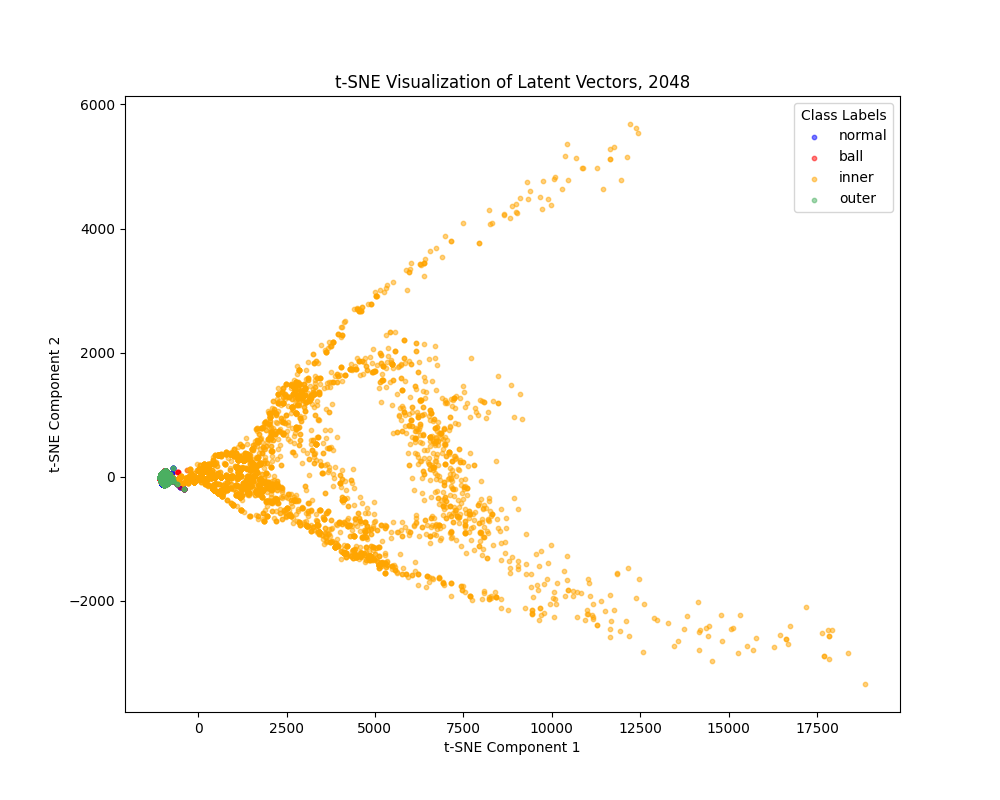 t-SNE Visualization of Latent Vectors, 2048
Class Labels
normal
ball
inner
outer
6000
4000
2000
0
−2000
t-SNE Component 2
0
2500
5000
7500
10000
12500
15000
17500
t-SNE Component 1